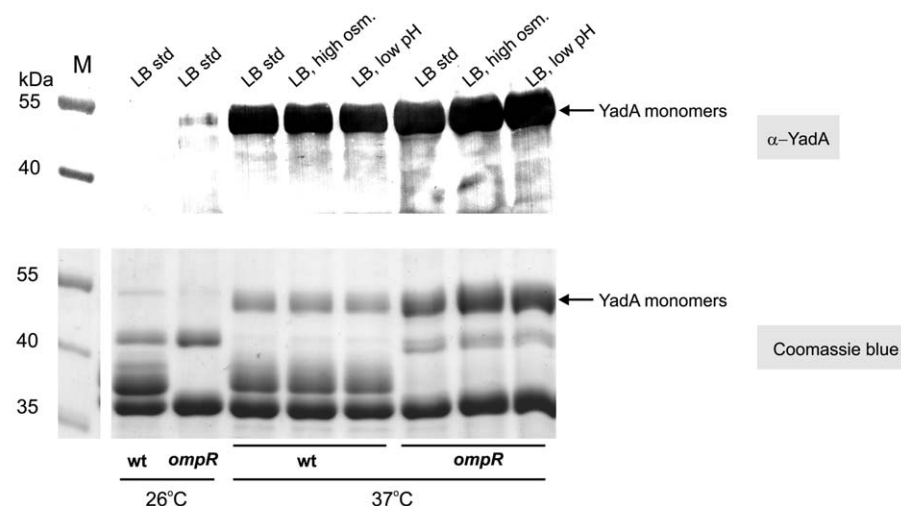 LB std LB std LB std LB, high osm. LB, low pH LB std LB, high osm. LB, low pH
kDa M
55
YadA monomers
α–YadA
40
55
YadA monomers
40
Coomassie blue
35
wt ompR wt ompR
26°C 37°C